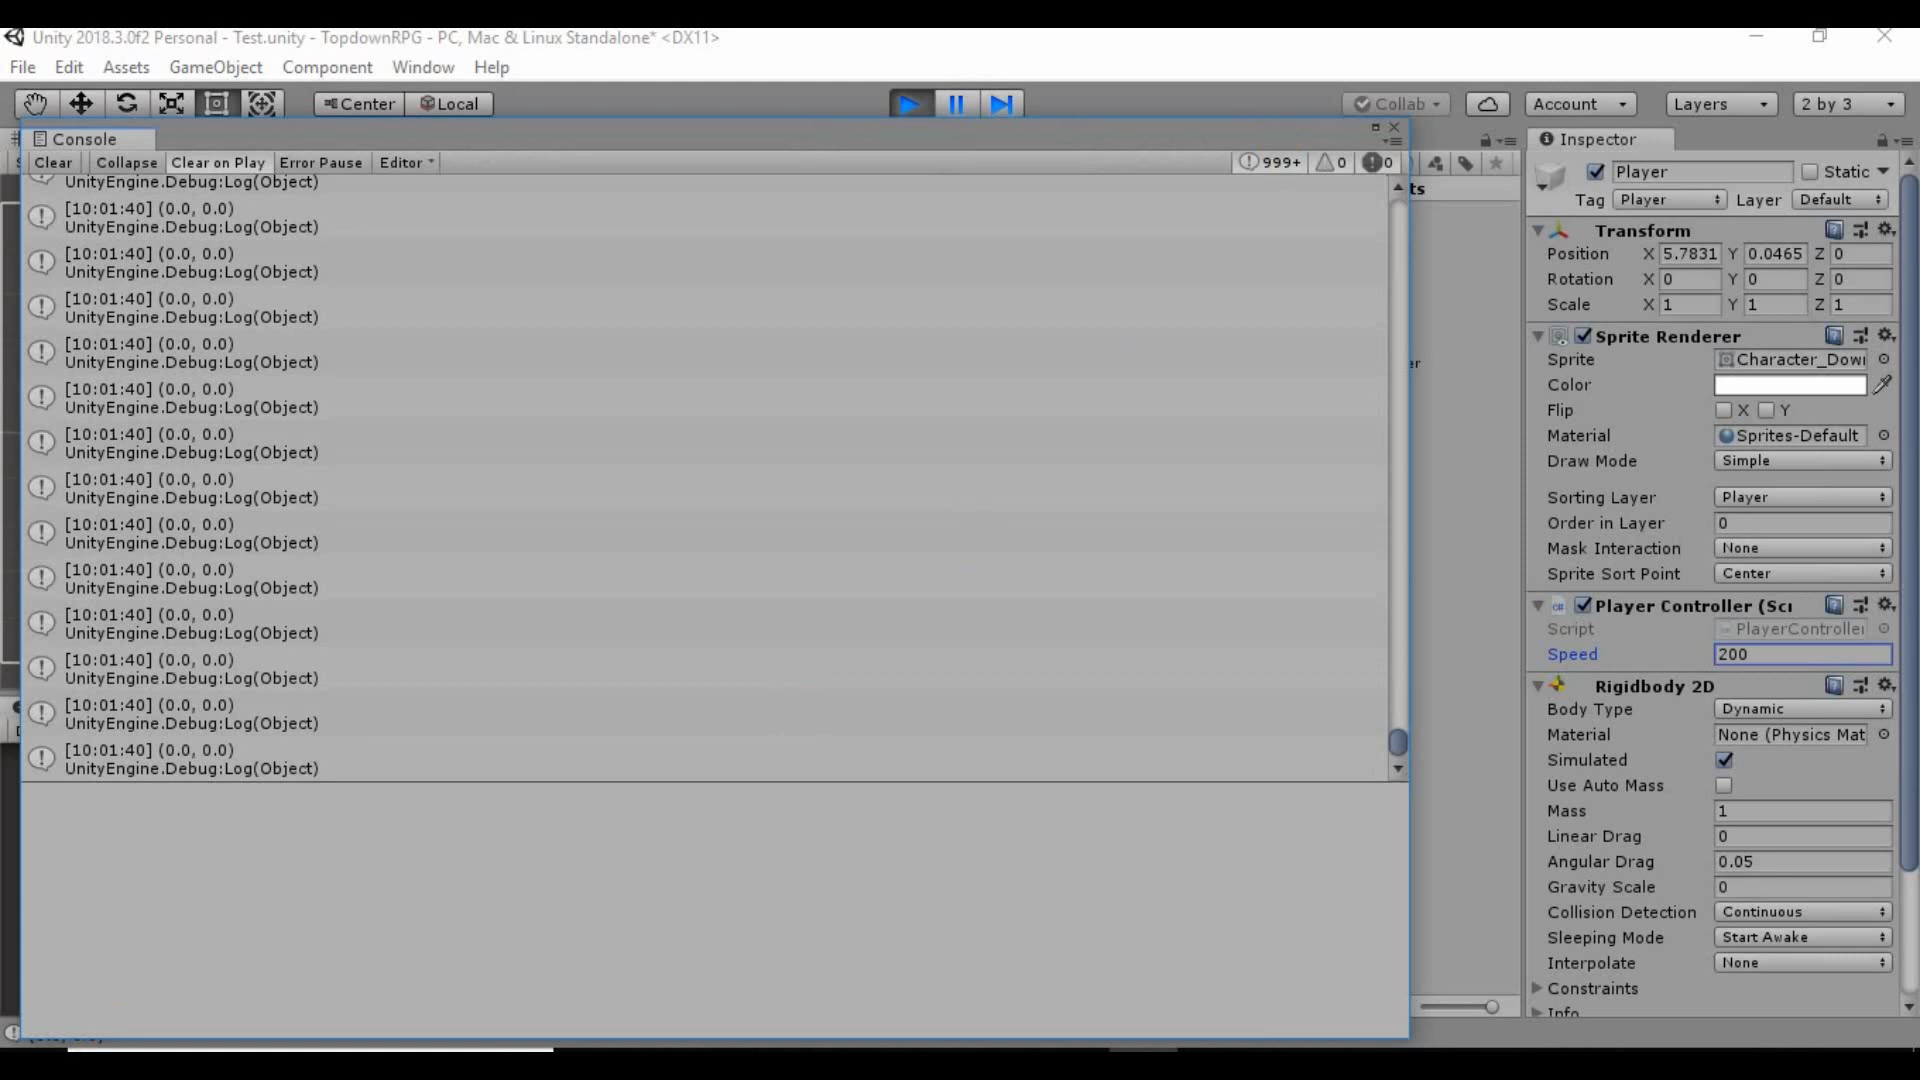 Unity 2018.3.0f2 Personal - Test.unity - TopdownRPG - PC, Mac & Linux Standalone* <DX11>
File Edit Assets GameObject Component Window Help
Center Local Collab Account Layers 2 by 3
Console
Clear Collapse Clear on Play Error Pause Editor 999+ 0 0
UnityEngine.Debug:Log(Object)
[10:01:40] (0.0, 0.0)
UnityEngine.Debug:Log(Object)
[10:01:40] (0.0, 0.0)
UnityEngine.Debug:Log(Object)
[10:01:40] (0.0, 0.0)
UnityEngine.Debug:Log(Object)
[10:01:40] (0.0, 0.0)
UnityEngine.Debug:Log(Object)
[10:01:40] (0.0, 0.0)
UnityEngine.Debug:Log(Object)
[10:01:40] (0.0, 0.0)
UnityEngine.Debug:Log(Object)
[10:01:40] (0.0, 0.0)
UnityEngine.Debug:Log(Object)
[10:01:40] (0.0, 0.0)
UnityEngine.Debug:Log(Object)
[10:01:40] (0.0, 0.0)
UnityEngine.Debug:Log(Object)
[10:01:40] (0.0, 0.0)
UnityEngine.Debug:Log(Object)
[10:01:40] (0.0, 0.0)
UnityEngine.Debug:Log(Object)
[10:01:40] (0.0, 0.0)
UnityEngine.Debug:Log(Object)
[10:01:40] (0.0, 0.0)
UnityEngine.Debug:Log(Object)
ts
er
Inspector
Player Static
Tag Player Layer Default
Transform
Position X 5.7831 Y 0.0465 Z 0
Rotation X 0 Y 0 Z 0
Scale X 1 Y 1 Z 1
Sprite Renderer
Sprite Character_Dow
Color
Flip X Y
Material Sprites-Default
Draw Mode Simple
Sorting Layer Player
Order in Layer 0
Mask Interaction None
Sprite Sort Point Center
Player Controller (Sc
Script PlayerController
Speed 200
Rigidbody 2D
Body Type Dynamic
Material None (Physics Mat
Simulated
Use Auto Mass
Mass 1
Linear Drag 0
Angular Drag 0.05
Gravity Scale 0
Collision Detection Continuous
Sleeping Mode Start Awake
Interpolate None
Constraints
Info